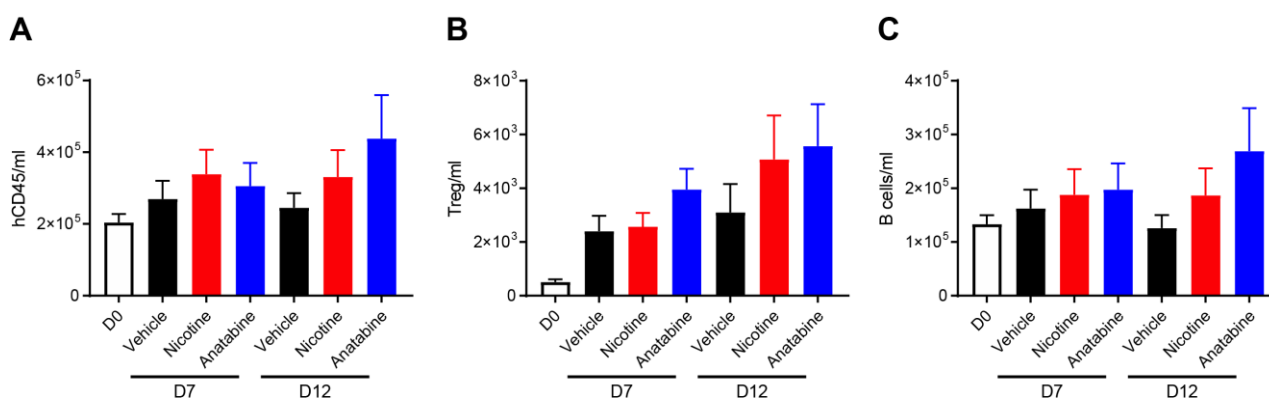 A
hCD45/ml
6×10⁵
4×10⁵
2×10⁵
0
D0
Vehicle
Nicotine
Anatabine
Vehicle
Nicotine
Anatabine
D7
D12
B
Treg/ml
8×10³
6×10³
4×10³
2×10³
0
D0
Vehicle
Nicotine
Anatabine
Vehicle
Nicotine
Anatabine
D7
D12
C
B cells/ml
4×10⁵
3×10⁵
2×10⁵
1×10⁵
0
D0
Vehicle
Nicotine
Anatabine
Vehicle
Nicotine
Anatabine
D7
D12